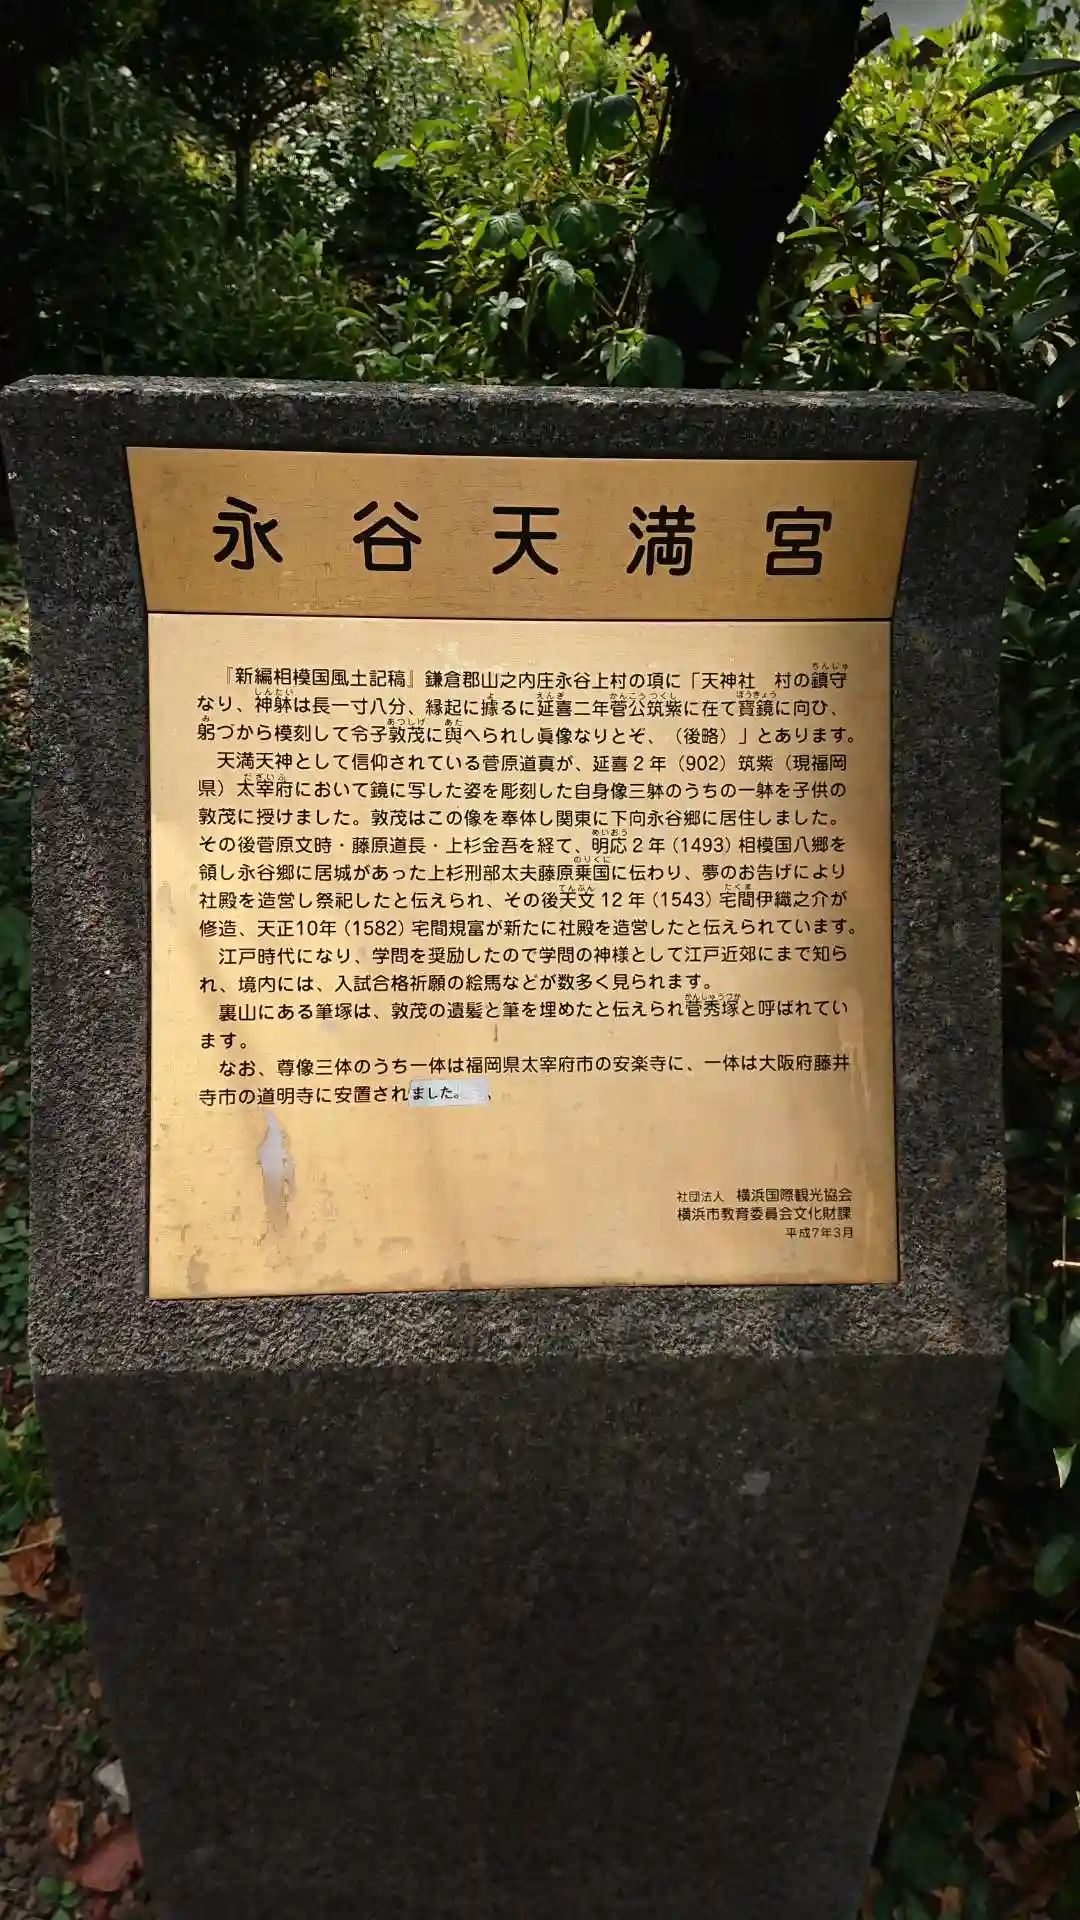 永谷天満宮
『新編相模国風土記稿』鎌倉郡山之内庄永谷上村の項に「天神社　村の鎮守
なり、神躰は長一寸八分、縁起に據るに延喜二年菅公筑紫に在て寶鏡に向ひ、
躬づから模刻して令子敦茂に與へられし眞像なりとぞ、（後略）」とあります。
天満天神として信仰されている菅原道真が、延喜2年（902）筑紫（現福岡
県）太宰府において鏡に写した姿を彫刻した自身像三躰のうちの一躰を子供の
敦茂に授けました。敦茂はこの像を奉体し関東に下向永谷郷に居住しました。
その後菅原文時・藤原道長・上杉金吾を経て、明応2年（1493）相模国八郷を
領し永谷郷に居城があった上杉刑部太夫藤原乗国に伝わり、夢のお告げにより
社殿を造営し祭祀したと伝えられ、その後天文12年（1543）宅間伊織之介が
修造、天正10年（1582）宅間規富が新たに社殿を造営したと伝えられています。
江戸時代になり、学問を奨励したので学問の神様として江戸近郊にまで知ら
れ、境内には、入試合格祈願の絵馬などが数多く見られます。
裏山にある筆塚は、敦茂の遺髪と筆を埋めたと伝えられ菅秀塚と呼ばれてい
ます。
なお、尊像三体のうち一体は福岡県太宰府市の安楽寺に、一体は大阪府藤井
寺市の道明寺に安置されました。
社団法人　横浜国際観光協会
横浜市教育委員会文化財課
平成7年3月